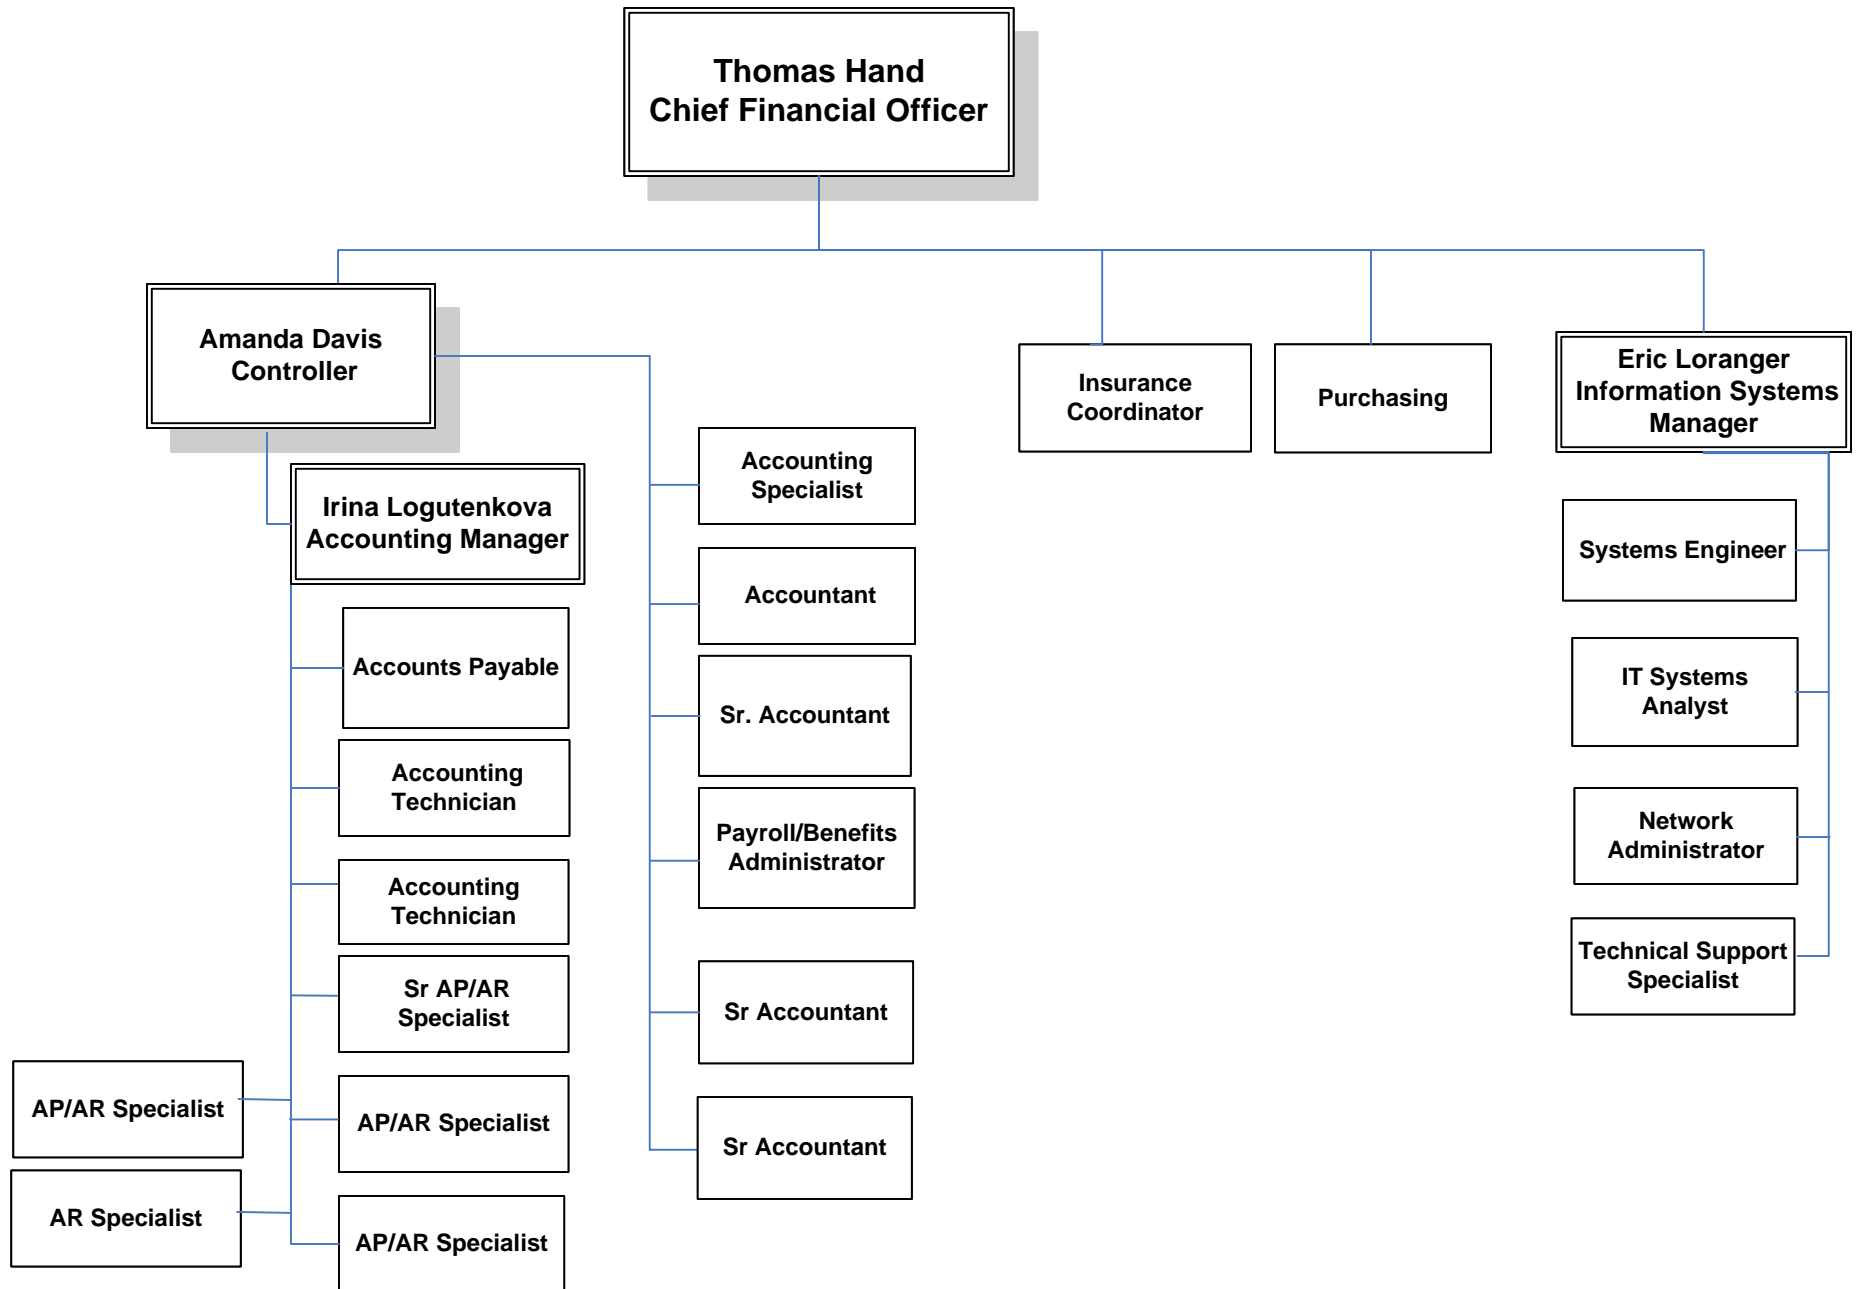 Thomas Hand
Chief Financial Officer
Amanda Davis
Controller
Insurance
Coordinator
Purchasing
Eric Loranger
Information Systems
Manager
Irina Logutenkova
Accounting Manager
Accounts Payable
Accounting
Technician
Accounting
Technician
Sr AP/AR
Specialist
AP/AR Specialist
AP/AR Specialist
AR Specialist
AP/AR Specialist
Accounting
Specialist
Accountant
Sr. Accountant
Payroll/Benefits
Administrator
Sr Accountant
Sr Accountant
Systems Engineer
IT Systems
Analyst
Network
Administrator
Technical Support
Specialist